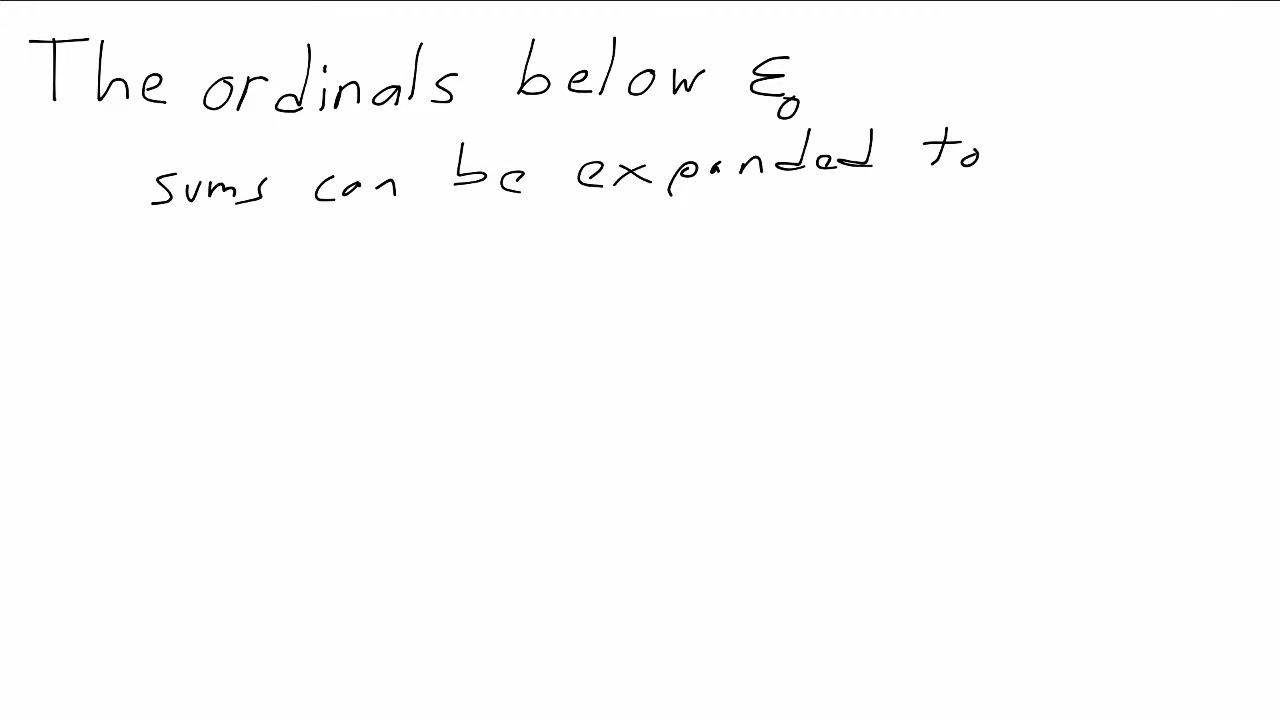 The ordinals below ε₀
sums can be expanded to